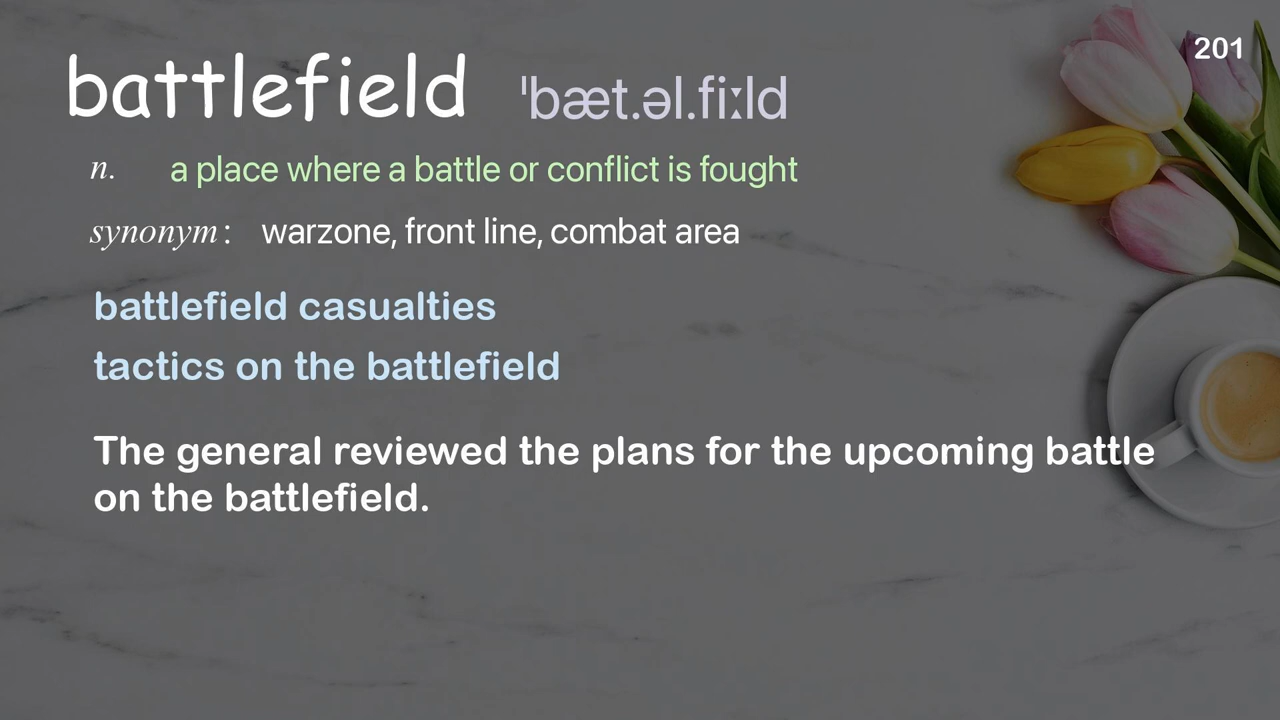 201
battlefield ˈbæt.əl.fiːld
n. a place where a battle or conflict is fought
synonym: warzone, front line, combat area
battlefield casualties
tactics on the battlefield
The general reviewed the plans for the upcoming battle
on the battlefield.